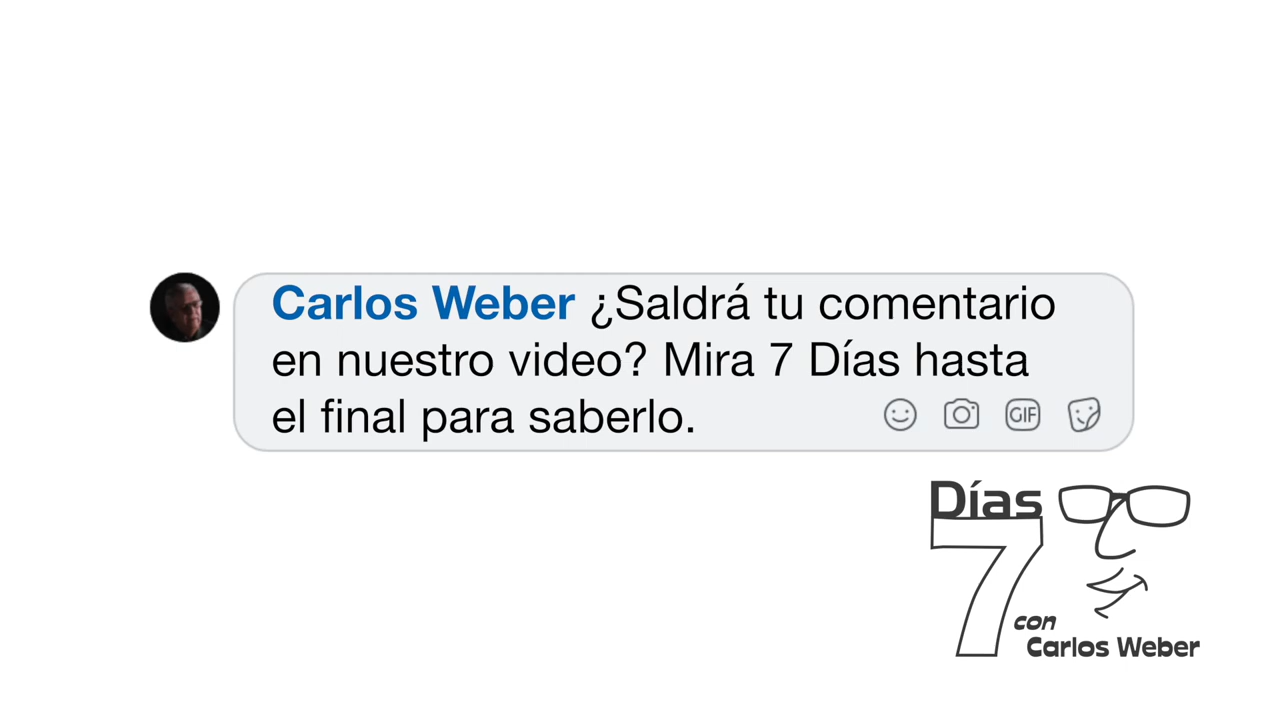 Carlos Weber ¿Saldrá tu comentario
en nuestro video? Mira 7 Días hasta
el final para saberlo.
GIF
Días
7
con
Carlos Weber